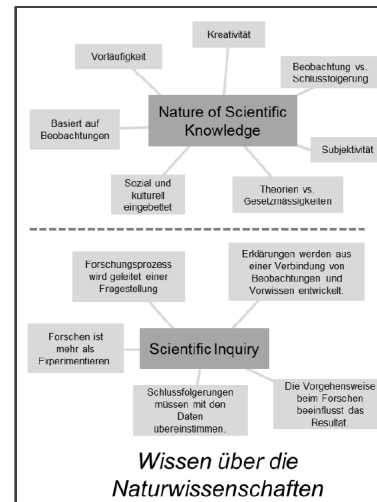 Kreativität
Vorläufigkeit
Beobachtung vs.
Schlussfolgerung
Nature of Scientific
Knowledge
Basiert auf
Beobachtungen
Subjektivität
Sozial und
kulturell
eingebettet
Theorien vs.
Gesetzmässigkeiten
Forschungsprozess
wird geleitet einer
Fragestellung
Erklärungen werden aus
einer Verbindung von
Beobachtungen und
Vorwissen entwickelt.
Forschen ist
mehr als
Experimentieren
Scientific Inquiry
Schlussfolgerungen
müssen mit den
Daten
übereinstimmen.
Die Vorgehensweise
beim Forschen
beeinflusst das
Resultat.
Wissen über die
Naturwissenschaften